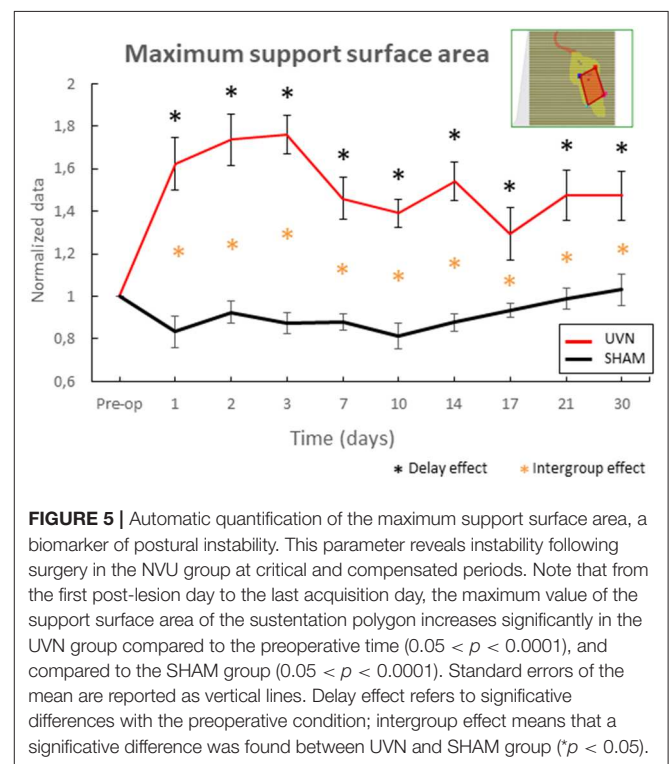 Maximum support surface area
2
1,8
1,6
1,4
1,2
1
0,8
0,6
Normalized data
* * * * * * * * *
* * * * * * * * *
UVN
SHAM
Pre-op 1 2 3 7 10 14 17 21 30
Time (days)
* Delay effect * Intergroup effect
FIGURE 5 | Automatic quantification of the maximum support surface area, a
biomarker of postural instability. This parameter reveals instability following
surgery in the NVU group at critical and compensated periods. Note that from
the first post-lesion day to the last acquisition day, the maximum value of the
support surface area of the sustentation polygon increases significantly in the
UVN group compared to the preoperative time (0.05 < p < 0.0001), and
compared to the SHAM group (0.05 < p < 0.0001). Standard errors of the
mean are reported as vertical lines. Delay effect refers to significative
differences with the preoperative condition; intergroup effect means that a
significative difference was found between UVN and SHAM group (*p < 0.05).